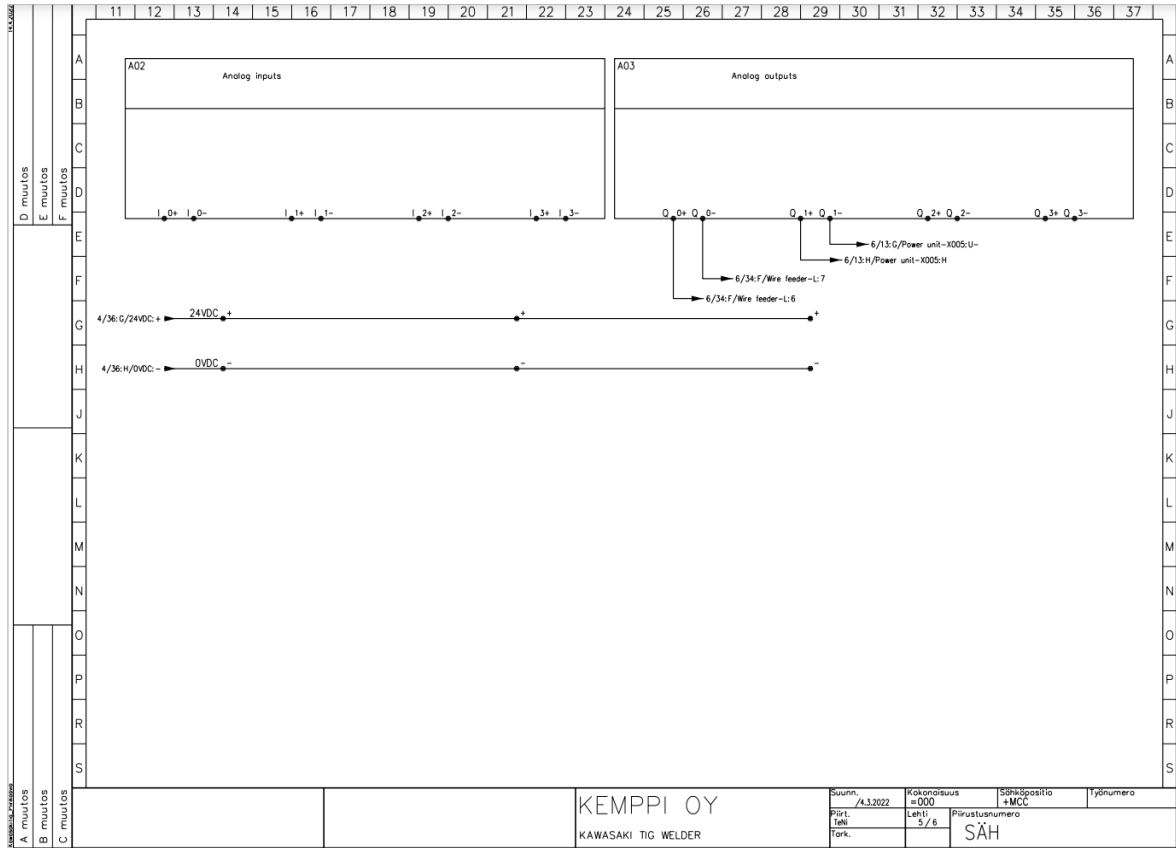 11 12 13 14 15 16 17 18 19 20 21 22 23 24 25 26 27 28 29 30 31 32 33 34 35 36 37
14.4.2022
A A
A02 Analog inputs
A03 Analog outputs
B B
C C
D D
I 0+ I 0- I 1+ I 1- I 2+ I 2- I 3+ I 3-
Q 0+ Q 0- Q 1+ Q 1- Q 2+ Q 2- Q 3+ Q 3-
E E
6/13:G/Power unit-X005:U-
6/13:H/Power unit-X005:H
F F
6/34:F/Wire feeder-L:7
6/34:F/Wire feeder-L:6
G G
4/36:G/24VDC:+ 24VDC + + +
H H
4/36:H/0VDC:- 0VDC - - -
J J
K K
L L
M M
N N
O O
P P
R R
S S
D muutos
E muutos
F muutos
A muutos
B muutos
C muutos
KEMPPI OY
KAWASAKI TIG WELDER
Suunn. /4.3.2022
Kokonaisuus =000
Sähköpositio +MCC
Työnumero
Piirt. TeNi
Lehti 5/6
Piirustusnumero
SÄH
Tark.